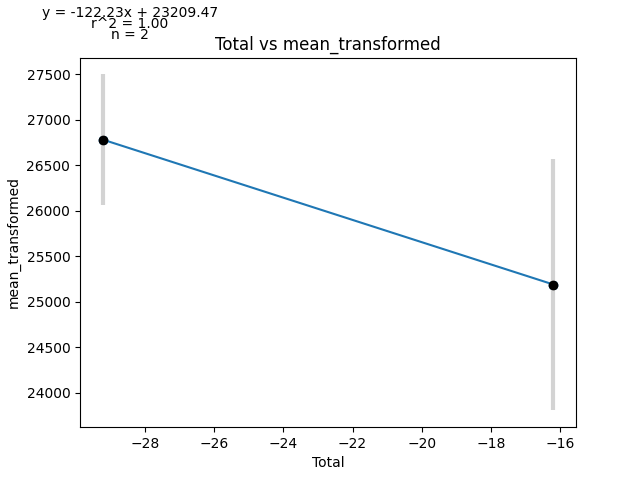 y = -122.23x + 23209.47
r^2 = 1.00
n = 2
Total vs mean_transformed
27500
27000
26500
26000
25500
25000
24500
24000
mean_transformed
−28
−26
−24
−22
−20
−18
−16
Total